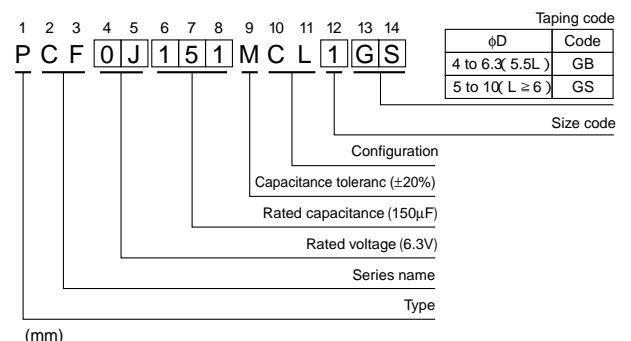 1 2 3 4 5 6 7 8 9 10 11 12 13 14
P C F 0 J 1 5 1 M C L 1 G S
Taping code
φD Code
4 to 6.3( 5.5L ) GB
5 to 10( L ≧ 6 ) GS
Size code
Configuration
Capacitance toleranc (±20%)
Rated capacitance (150μF)
Rated voltage (6.3V)
Series name
Type
(mm)